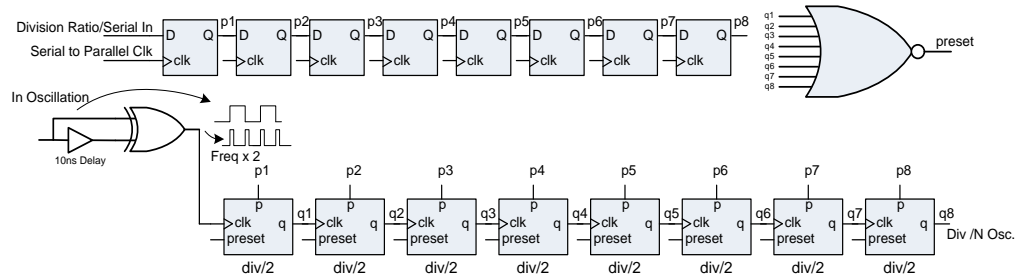 Division Ratio/Serial In
Serial to Parallel Clk
D Q clk p1
D Q clk p2
D Q clk p3
D Q clk p4
D Q clk p5
D Q clk p6
D Q clk p7
D Q clk p8
q1
q2
q3
q4
q5
q6
q7
q8
preset
In Oscillation
10ns Delay
Freq x 2
p1 p2 p3 p4 p5 p6 p7 p8
p clk q preset q1
p clk q preset q2
p clk q preset q3
p clk q preset q4
p clk q preset q5
p clk q preset q6
p clk q preset q7
p clk q preset q8
Div /N Osc.
div/2 div/2 div/2 div/2 div/2 div/2 div/2 div/2